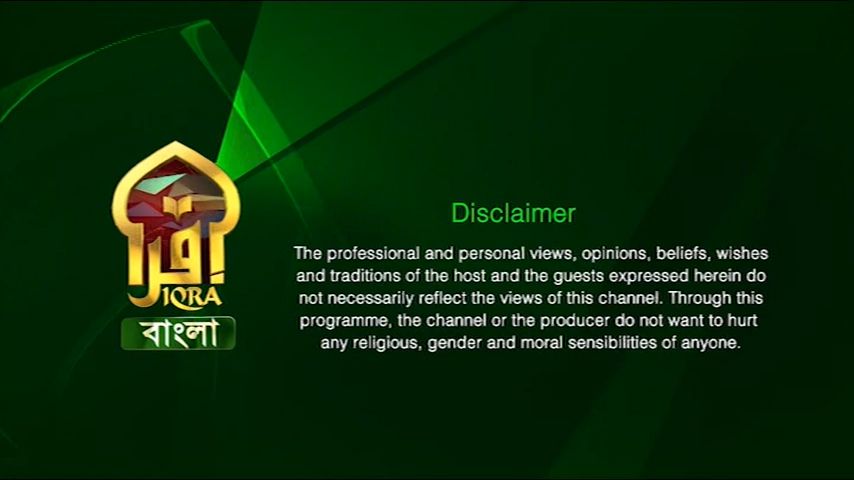 Disclaimer
The professional and personal views, opinions, beliefs, wishes
and traditions of the host and the guests expressed herein do
not necessarily reflect the views of this channel. Through this
programme, the channel or the producer do not want to hurt
any religious, gender and moral sensibilities of anyone.
اقرأ
IQRA
বাংলা